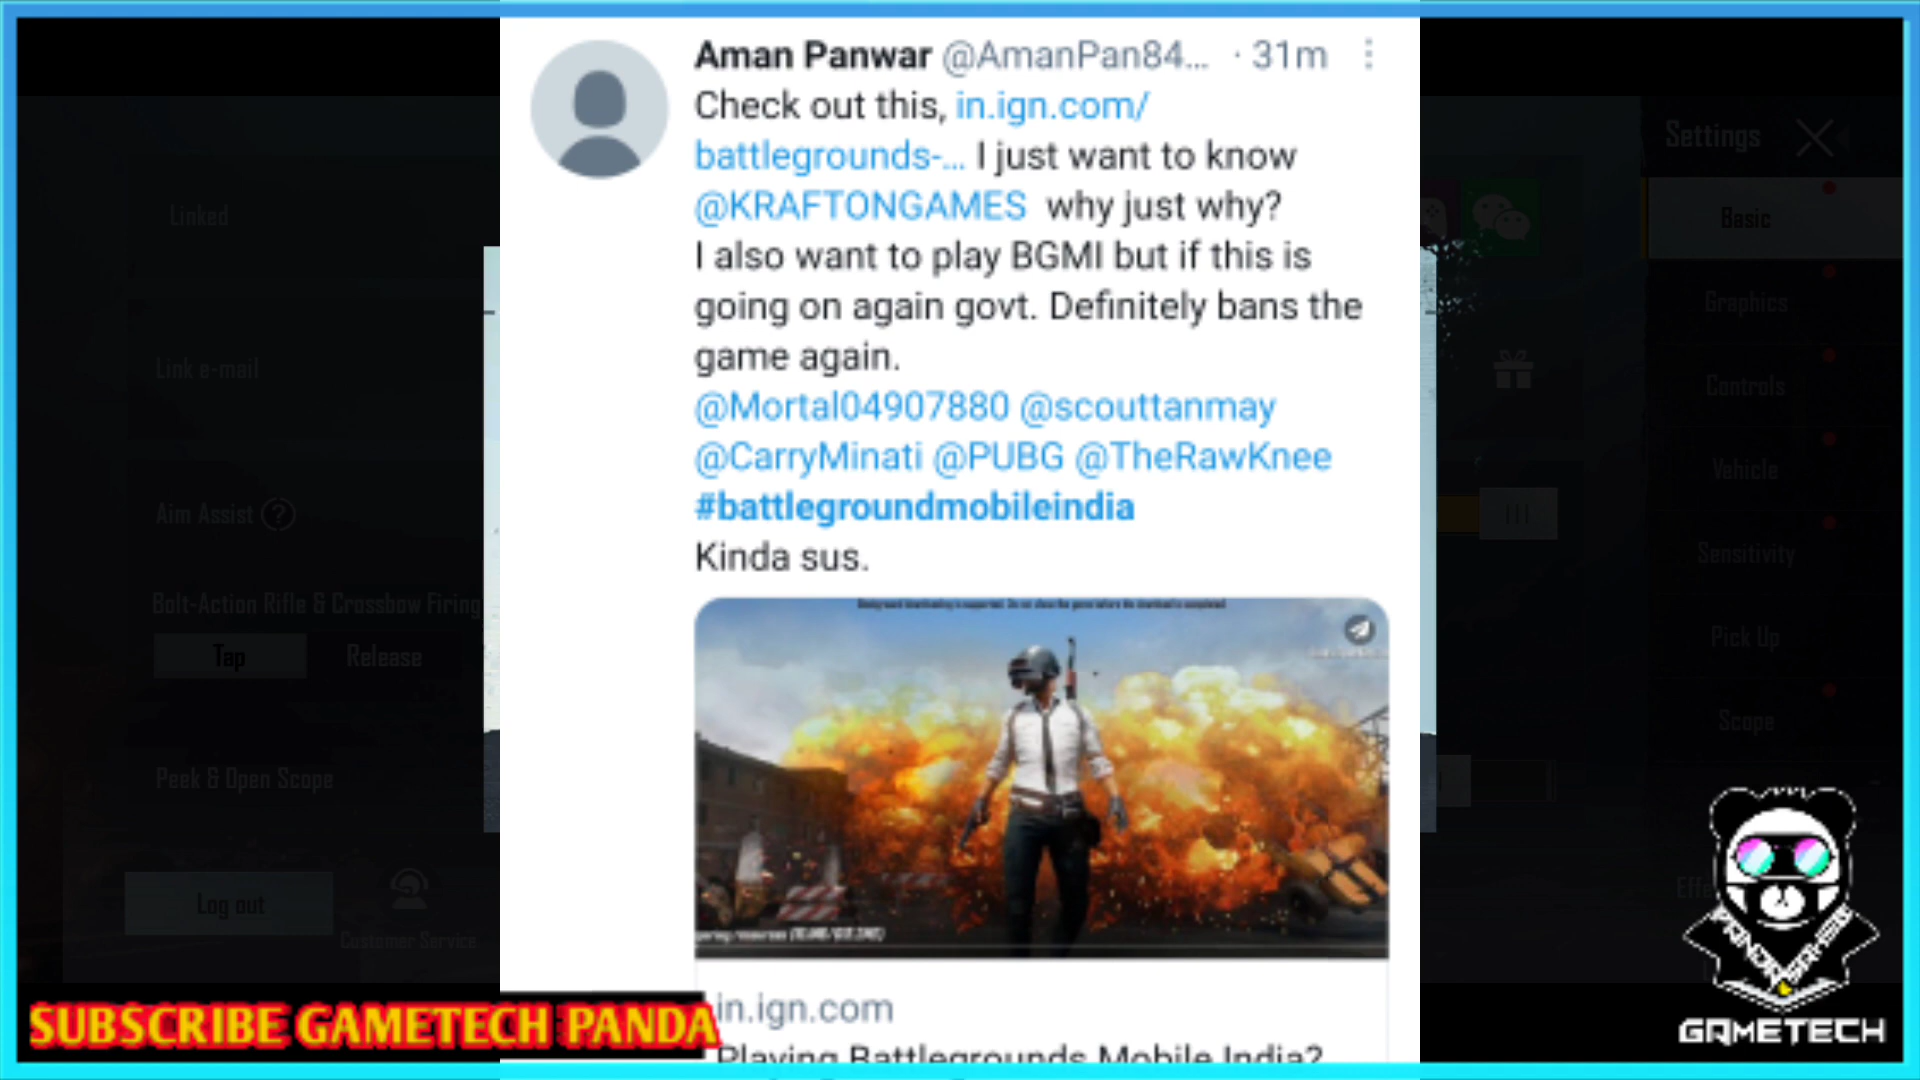 Aman Panwar @AmanPan84... · 31m
Check out this, in.ign.com/
battlegrounds-... I just want to know
@KRAFTONGAMES why just why?
I also want to play BGMI but if this is
going on again govt. Definitely bans the
game again.
@Mortal04907880 @scouttanmay
@CarryMinati @PUBG @TheRawKnee
#battlegroundmobileindia
Kinda sus.
in.ign.com
Playing Battlegrounds Mobile India?
Linked
Link e-mail
Aim Assist ?
Bolt-Action Rifle & Crossbow Firing
Tap Release
Peek & Open Scope
Log out
Customer Service
Settings
Basic
Graphics
Controls
Vehicle
Sensitivity
Pick Up
Scope
SUBSCRIBE GAMETECH PANDA
GAMETECH